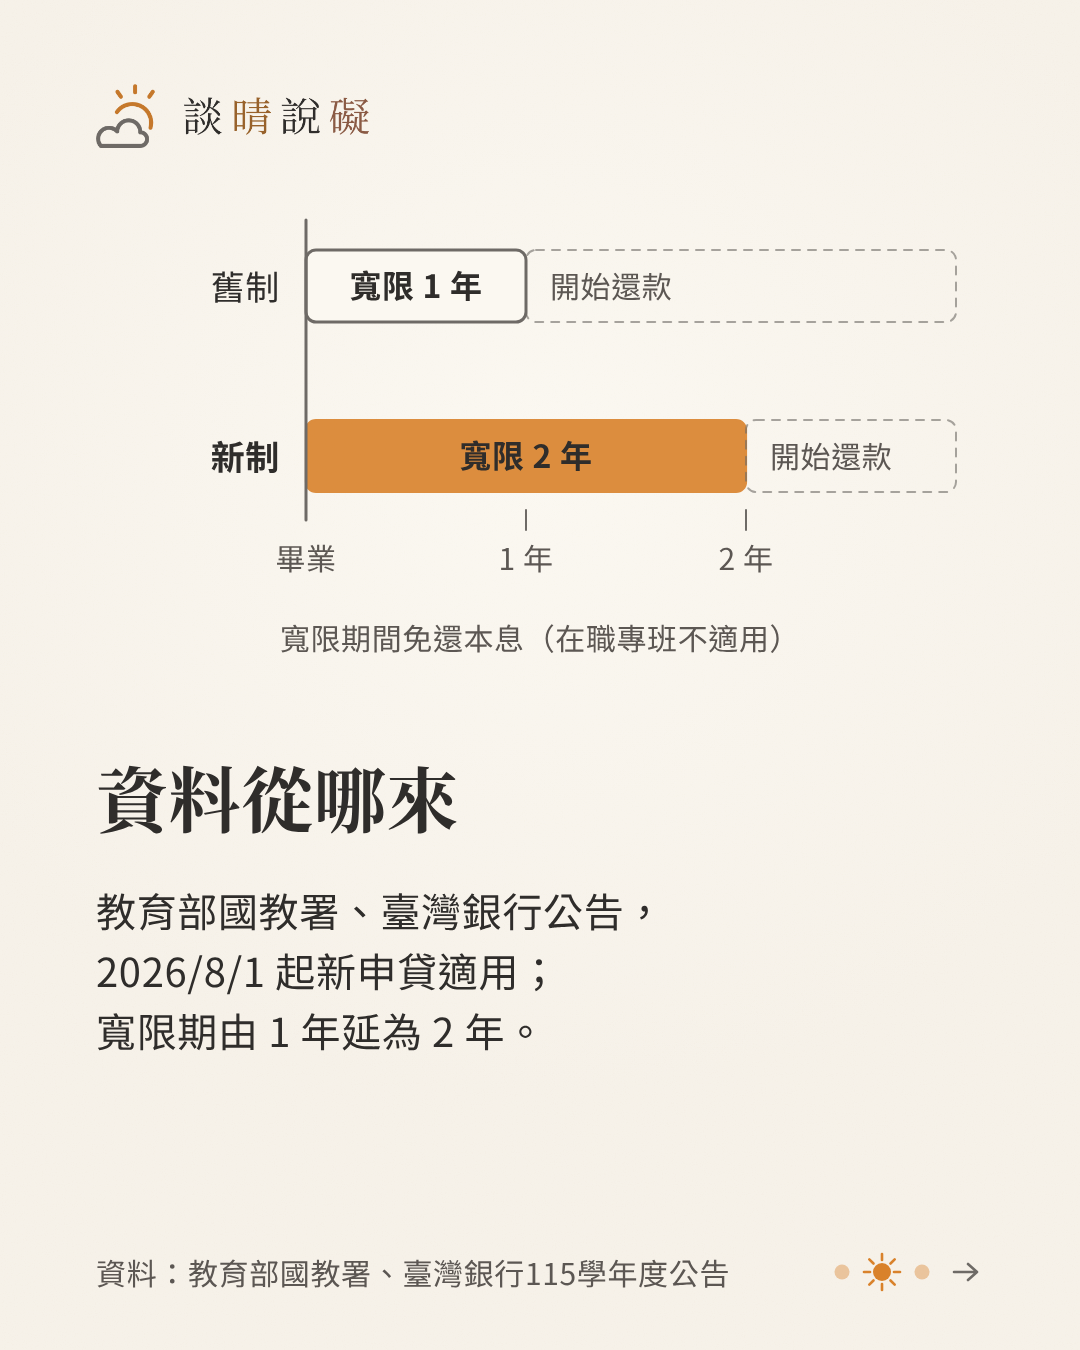 談晴說礙
舊制
寬限 1 年
開始還款
新制
寬限 2 年
開始還款
畢業
1 年
2 年
寬限期間免還本息（在職專班不適用）
資料從哪來
教育部國教署、臺灣銀行公告，
2026/8/1 起新申貸適用；
寬限期由 1 年延為 2 年。
資料：教育部國教署、臺灣銀行115學年度公告